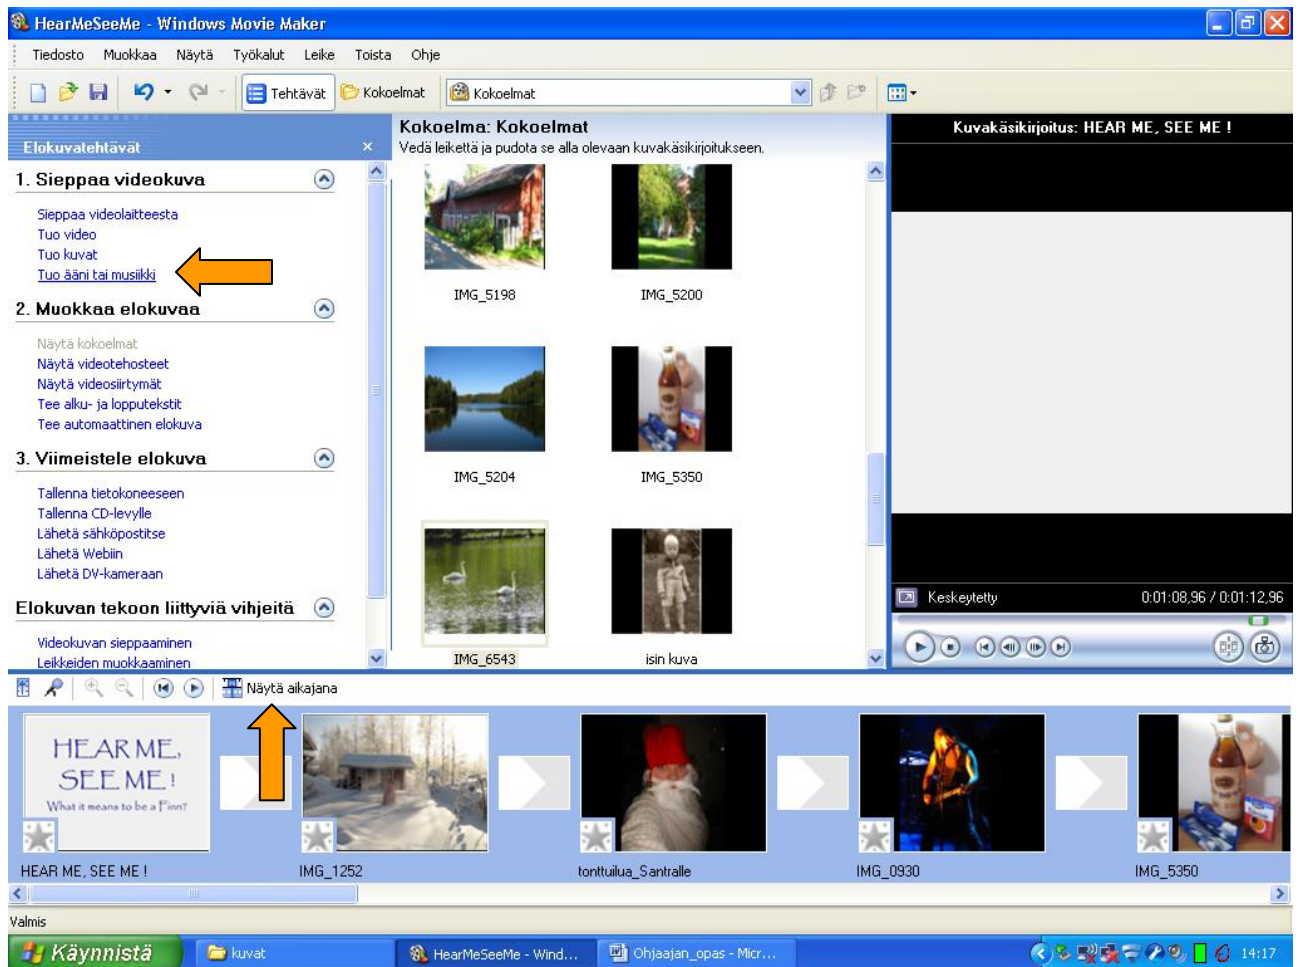 HearMeSeeMe - Windows Movie Maker
Tiedosto Muokkaa Näytä Työkalut Leike Toista Ohje
Tehtävät Kokoelmat Kokoelmat
Elokuvatehtävät
1. Sieppaa videokuva
Sieppaa videolaitteesta
Tuo video
Tuo kuvat
Tuo ääni tai musiikki
2. Muokkaa elokuvaa
Näytä kokoelmat
Näytä videotehosteet
Näytä videosiirtymät
Tee alku- ja lopputekstit
Tee automaattinen elokuva
3. Viimeistele elokuva
Tallenna tietokoneeseen
Tallenna CD-levylle
Lähetä sähköpostitse
Lähetä Webiin
Lähetä DV-kameraan
Elokuvan tekoon liittyviä vihjeitä
Videokuvan sieppaaminen
Leikkeiden muokkaaminen
Kokoelma: Kokoelmat
Vedä leikettä ja pudota se alla olevaan kuvakäsikirjoitukseen.
IMG_5198 IMG_5200
IMG_5204 IMG_5350
IMG_6543 isin kuva
Kuvakäsikirjoitus: HEAR ME, SEE ME !
Keskeytetty 0:01:08,96 / 0:01:12,96
Näytä aikajana
HEAR ME,
SEE ME !
What it means to be a Finn?
HEAR ME, SEE ME ! IMG_1252 tonttuilua_Santralle IMG_0930 IMG_5350
Valmis
Käynnistä kuvat HearMeSeeMe - Wind... Ohjaajan_opas - Micr... 14:17